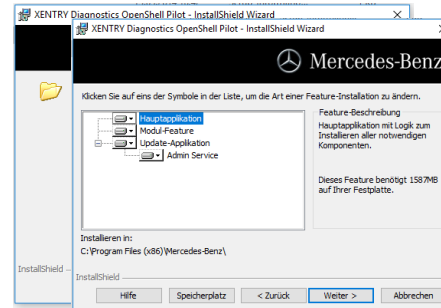 XENTRY Diagnostics OpenShell Pilot - InstallShield Wizard
XENTRY Diagnostics OpenShell Pilot - InstallShield Wizard
Mercedes-Benz
Klicken Sie auf eins der Symbole in der Liste, um die Art einer Feature-Installation zu ändern.
Hauptapplikation
Modul-Feature
Update-Applikation
Admin Service
Feature-Beschreibung
Hauptapplikation mit Logik zum
Installieren aller notwendigen
Komponenten.
Dieses Feature benötigt 1587MB
auf Ihrer Festplatte.
Installieren in:
C:\Program Files (x86)\Mercedes-Benz\
InstallShield
InstallShield
Hilfe
Speicherplatz
< Zurück
Weiter >
Abbrechen